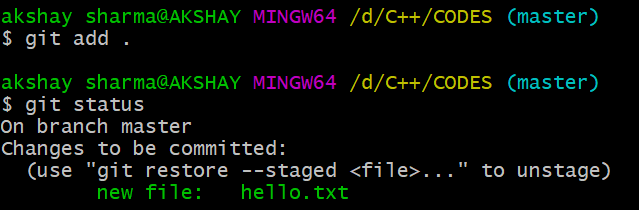 akshay sharma@AKSHAY MINGW64 /d/C++/CODES (master)
$ git add .
akshay sharma@AKSHAY MINGW64 /d/C++/CODES (master)
$ git status
On branch master
Changes to be committed:
  (use "git restore --staged <file>..." to unstage)
        new file:   hello.txt